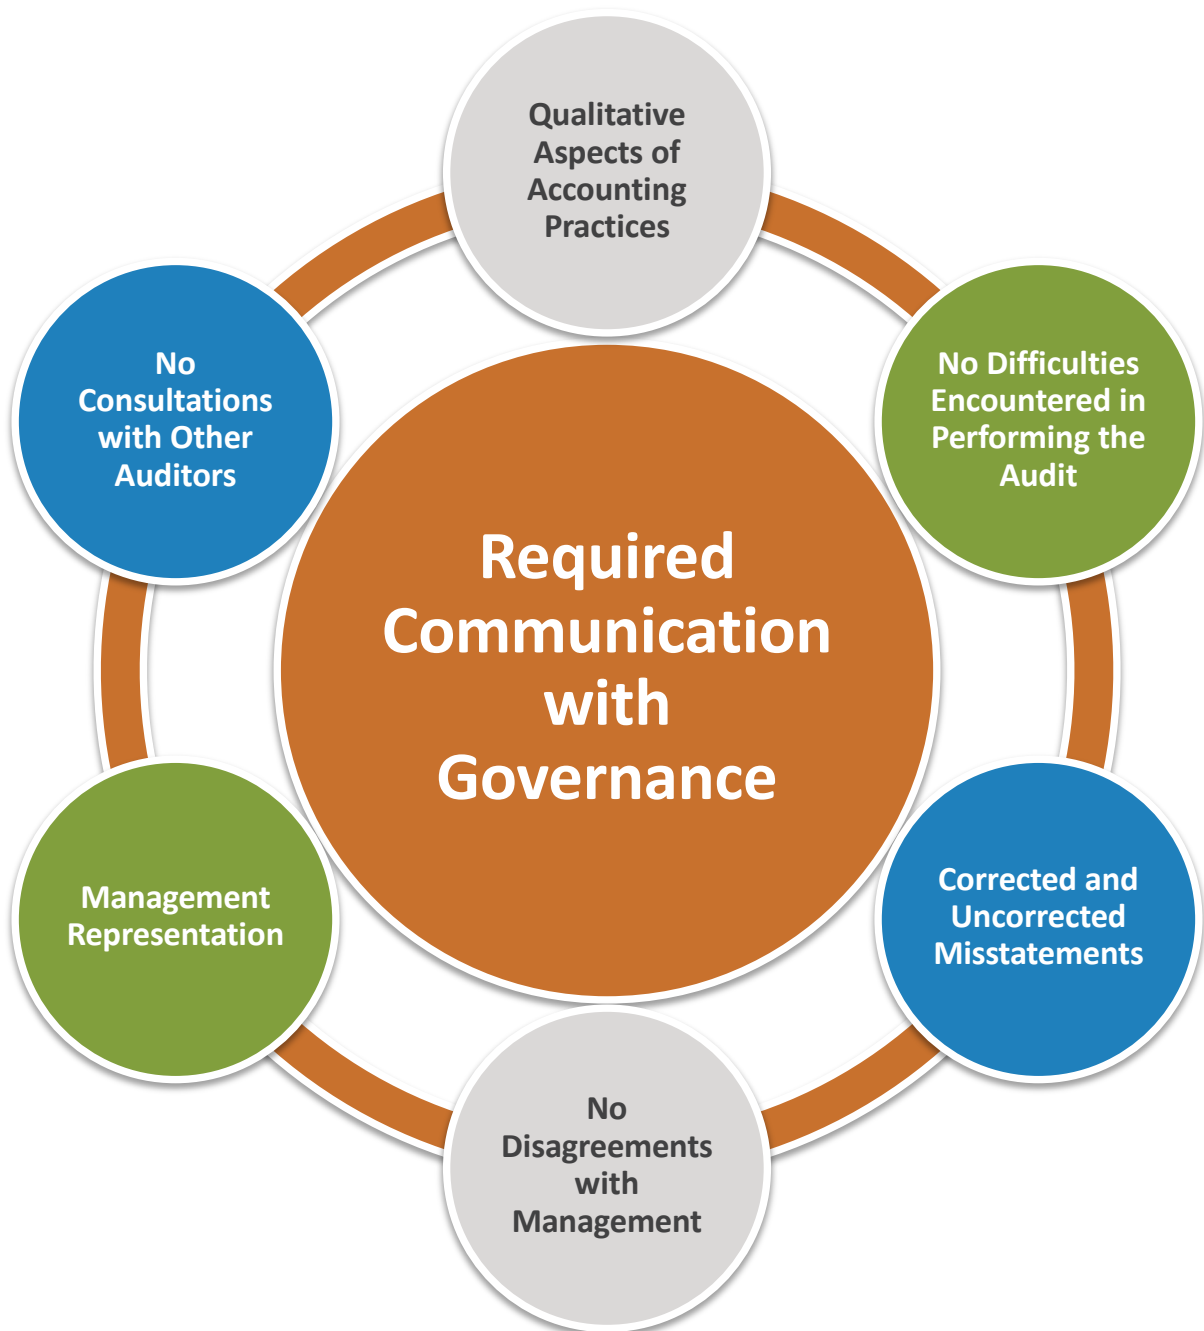 Qualitative
Aspects of
Accounting
Practices
No Difficulties
Encountered in
Performing the
Audit
Corrected and
Uncorrected
Misstatements
No
Disagreements
with
Management
Management
Representation
No
Consultations
with Other
Auditors
Required
Communication
with
Governance